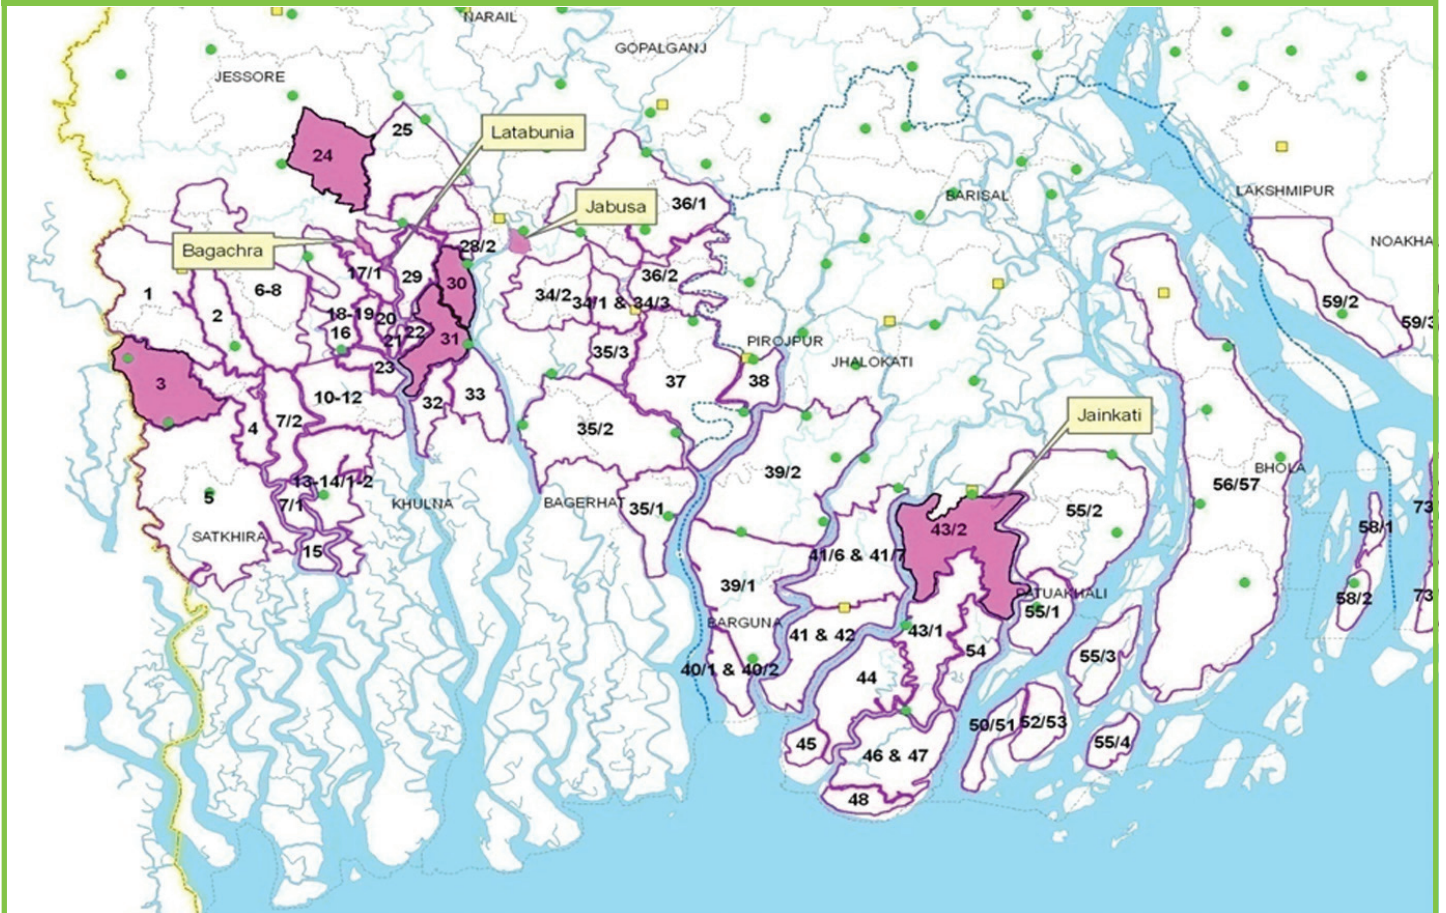 NARAIL
GOPALGANJ
JESSORE
25
Latabunia
24
BARISAL
LAKSHMIPUR
36/1
Jabusa
NOAKHA
Bagachra
28/2
17/1
29
36/2
30
1
6-8
34/2
34/1 & 34/3
59/2
2
18-19
20
59/3
16
21
22
31
PIROJPUR
35/3
JHALOKATI
23
37
38
3
10-12
32
33
Jainkati
4
7/2
35/2
39/2
BHOLA
13-14/1-2
56/57
5
7/1
KHULNA
BAGERHAT
35/1
55/2
73
SATKHIRA
43/2
58/1
15
41/6 & 41/7
39/1
PATUAKHALI
58/2
73
55/1
BARGUNA
41 & 42
43/1
54
55/3
40/1 & 40/2
44
50/51
52/53
45
46 & 47
55/4
48